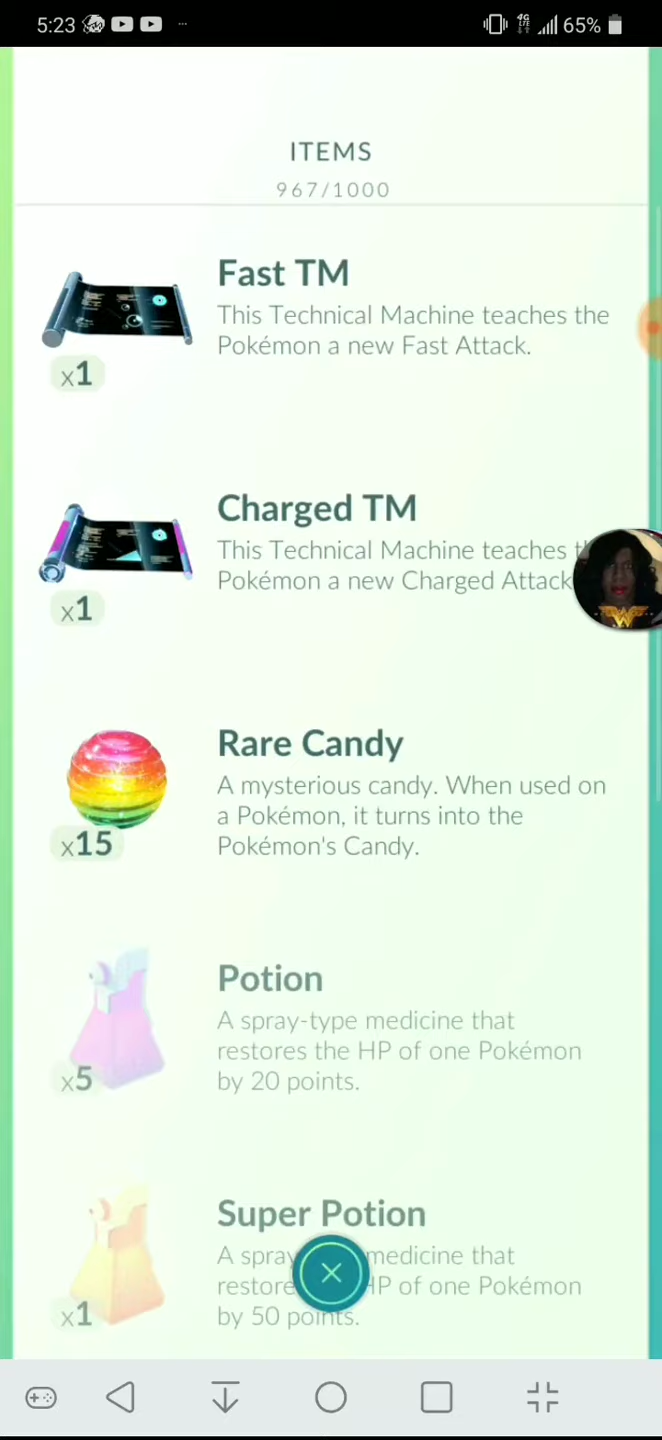 5:23
4G
LTE
65%
ITEMS
967/1000
Fast TM
This Technical Machine teaches the
Pokémon a new Fast Attack.
x1
Charged TM
This Technical Machine teaches
Pokémon a new Charged Attack
x1
Rare Candy
A mysterious candy. When used on
a Pokémon, it turns into the
Pokémon's Candy.
x15
Potion
A spray-type medicine that
restores the HP of one Pokémon
by 20 points.
x5
Super Potion
A spray medicine that
restore HP of one Pokémon
by 50 points.
x1